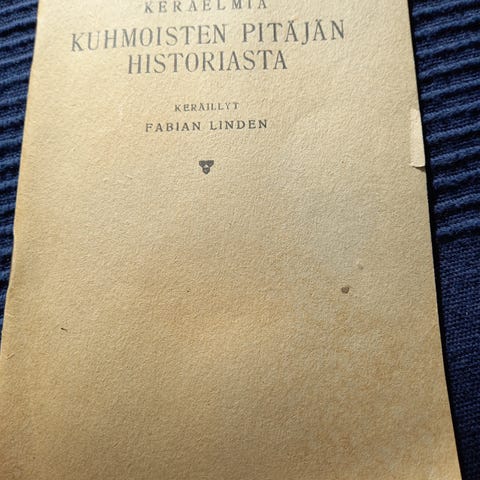 KERÄELMIÄ
KUHMOISTEN PITÄJÄN
HISTORIASTA
KERÄILLYT
FABIAN LINDEN